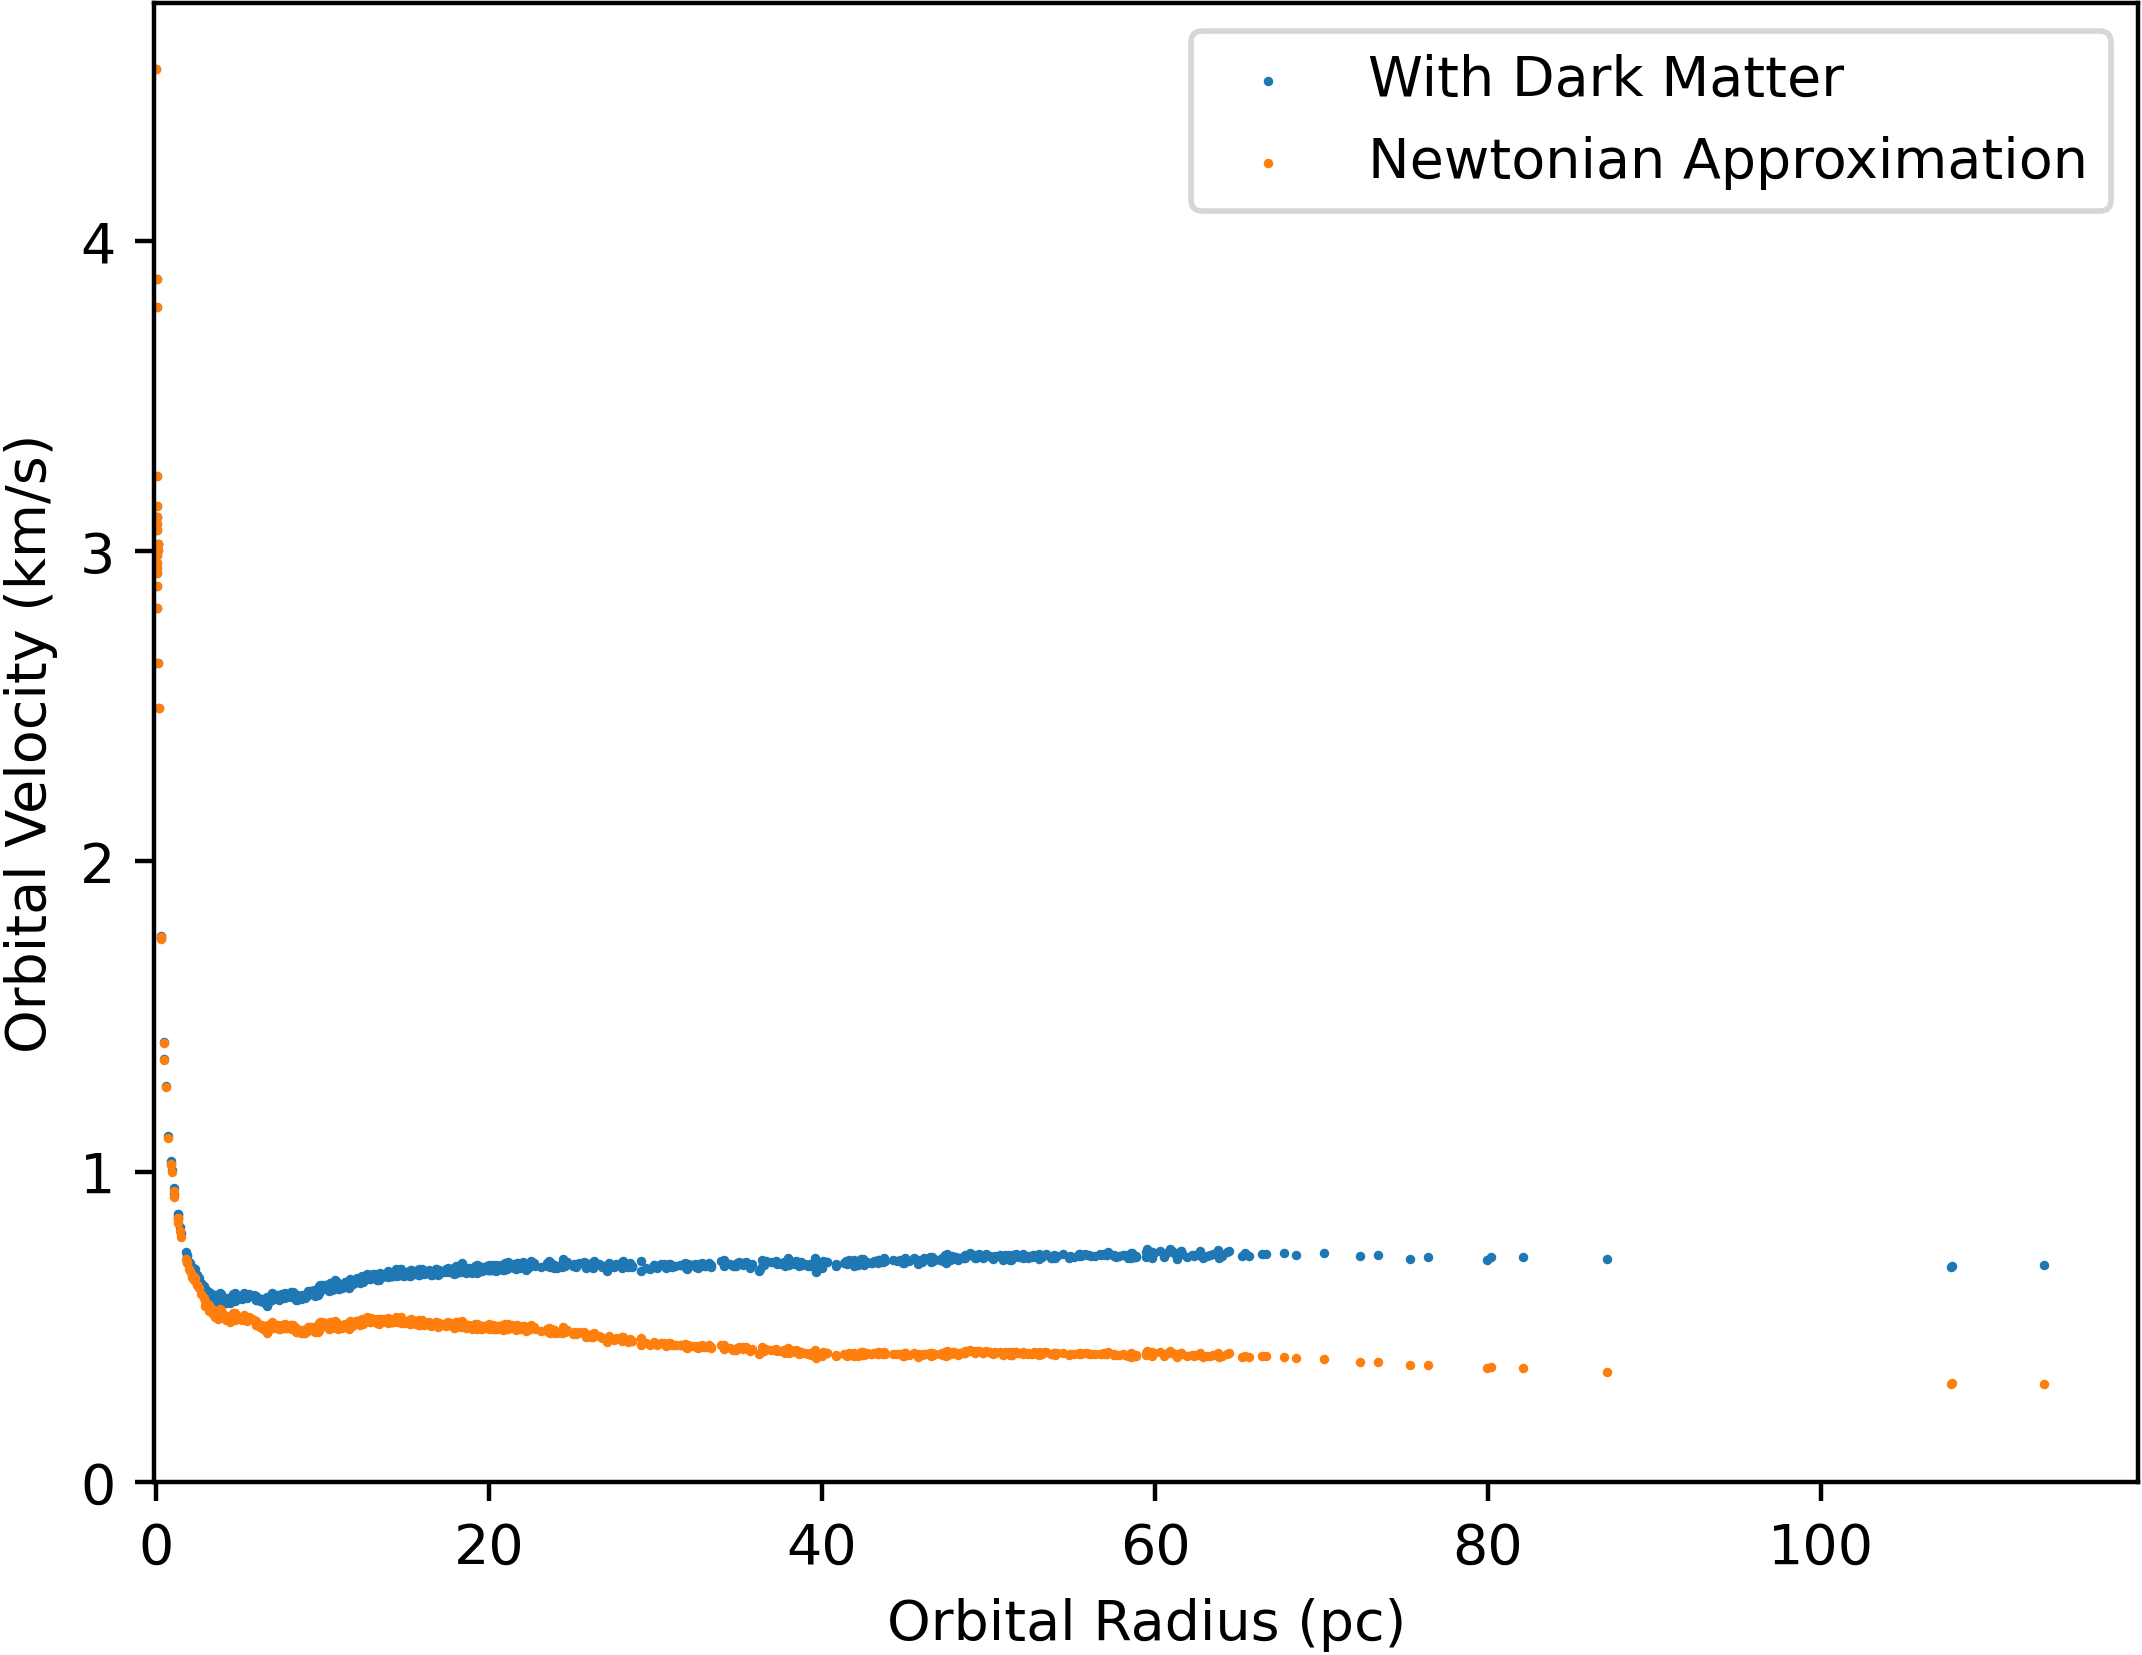 With Dark Matter
Newtonian Approximation
Orbital Velocity (km/s)
4
3
2
1
0
0 20 40 60 80 100
Orbital Radius (pc)